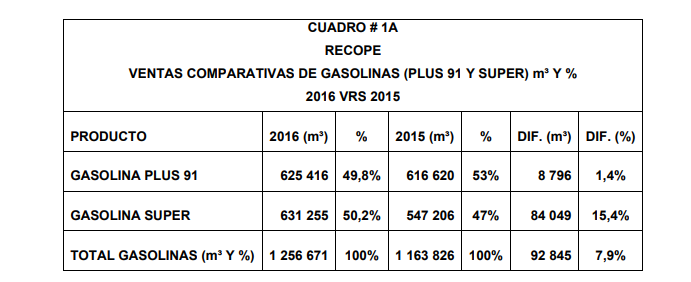 CUADRO # 1A
RECOPE
VENTAS COMPARATIVAS DE GASOLINAS (PLUS 91 Y SUPER) m³ Y %
2016 VRS 2015
PRODUCTO 2016 (m³) % 2015 (m³) % DIF. (m³) DIF. (%)
GASOLINA PLUS 91 625 416 49,8% 616 620 53% 8 796 1,4%
GASOLINA SUPER 631 255 50,2% 547 206 47% 84 049 15,4%
TOTAL GASOLINAS (m³ Y %) 1 256 671 100% 1 163 826 100% 92 845 7,9%